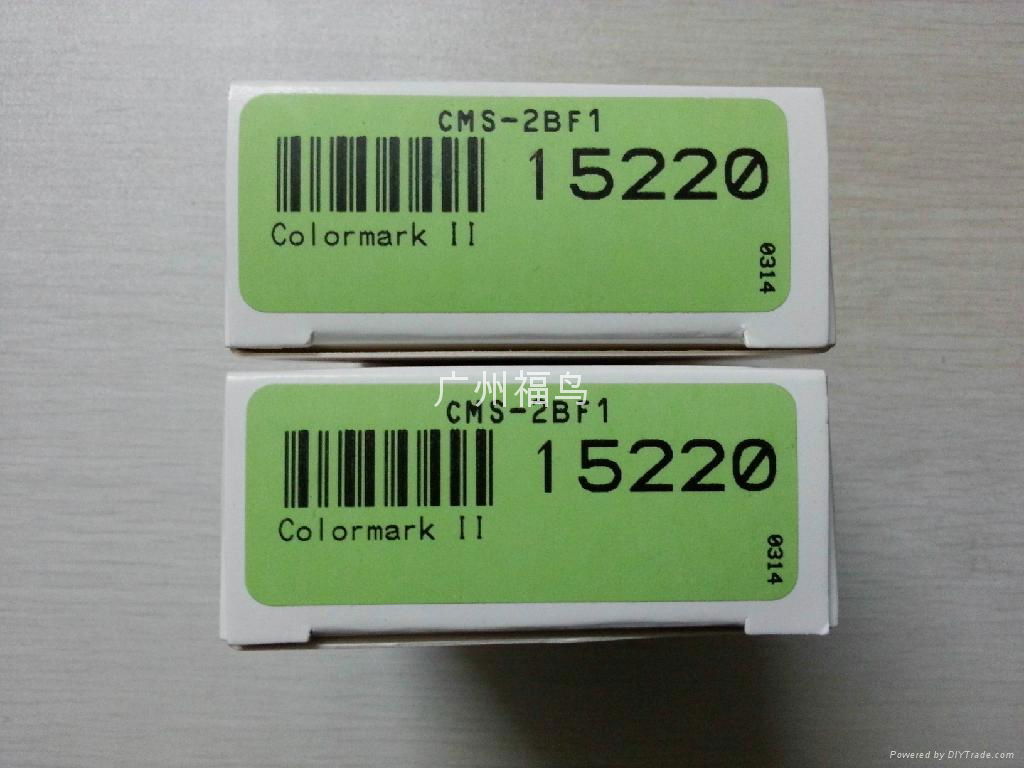 CMS-2BF1
15220
Colormark II
0314
广州福鸟
CMS-2BF1
15220
Colormark II
0314
Powered by DIYTrade.com